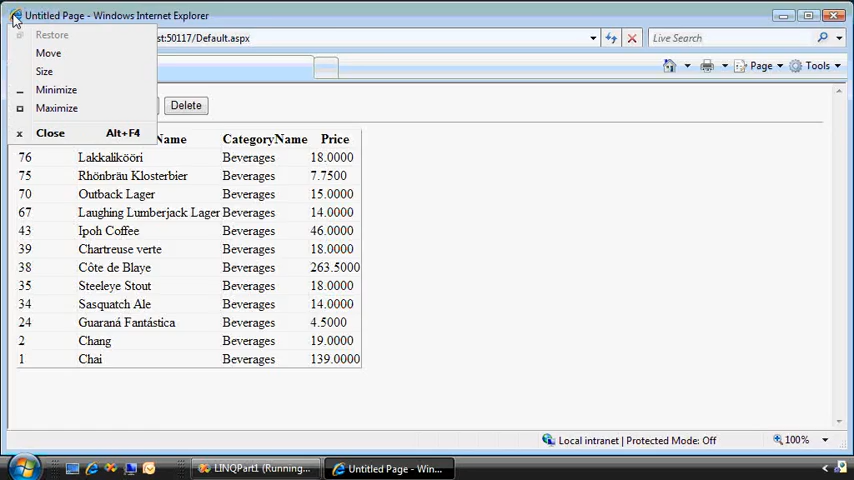 Untitled Page - Windows Internet Explorer
Restore
st:50117/Default.aspx
Live Search
Move
Size
Page
Tools
Minimize
Maximize
Delete
Close Alt+F4
Name CategoryName Price
76 Lakkalikööri Beverages 18.0000
75 Rhönbräu Klosterbier Beverages 7.7500
70 Outback Lager Beverages 15.0000
67 Laughing Lumberjack Lager Beverages 14.0000
43 Ipoh Coffee Beverages 46.0000
39 Chartreuse verte Beverages 18.0000
38 Côte de Blaye Beverages 263.5000
35 Steeleye Stout Beverages 18.0000
34 Sasquatch Ale Beverages 14.0000
24 Guaraná Fantástica Beverages 4.5000
2 Chang Beverages 19.0000
1 Chai Beverages 139.0000
Local intranet | Protected Mode: Off
100%
LINQPart1 (Running...
Untitled Page - Win...